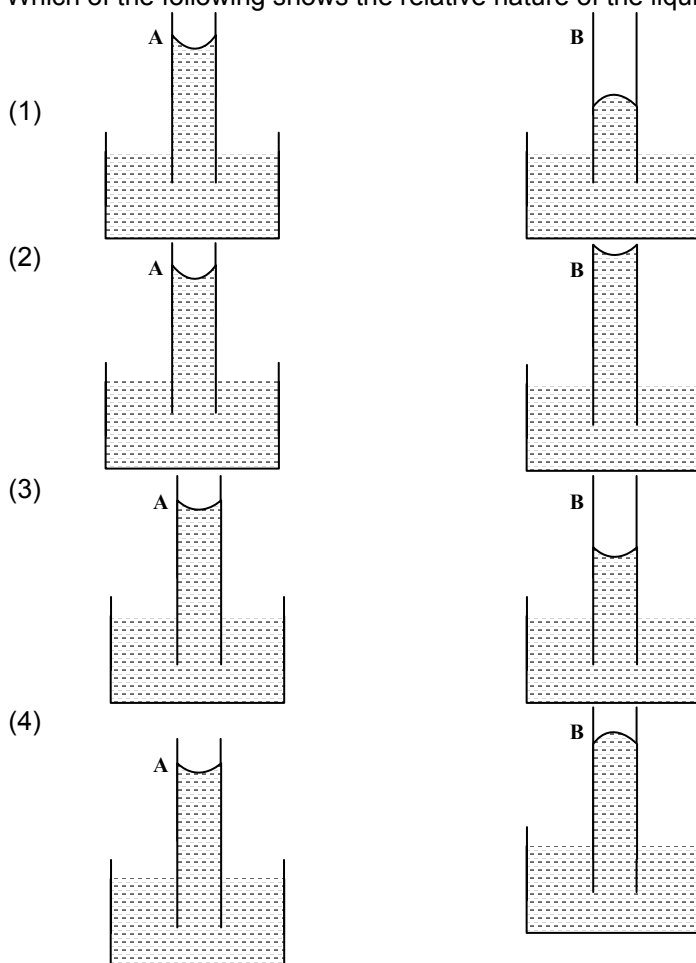 Which of the following shows the relative nature of the liqu
A B
(1)
(2)
A B
(3)
A B
(4)
A B